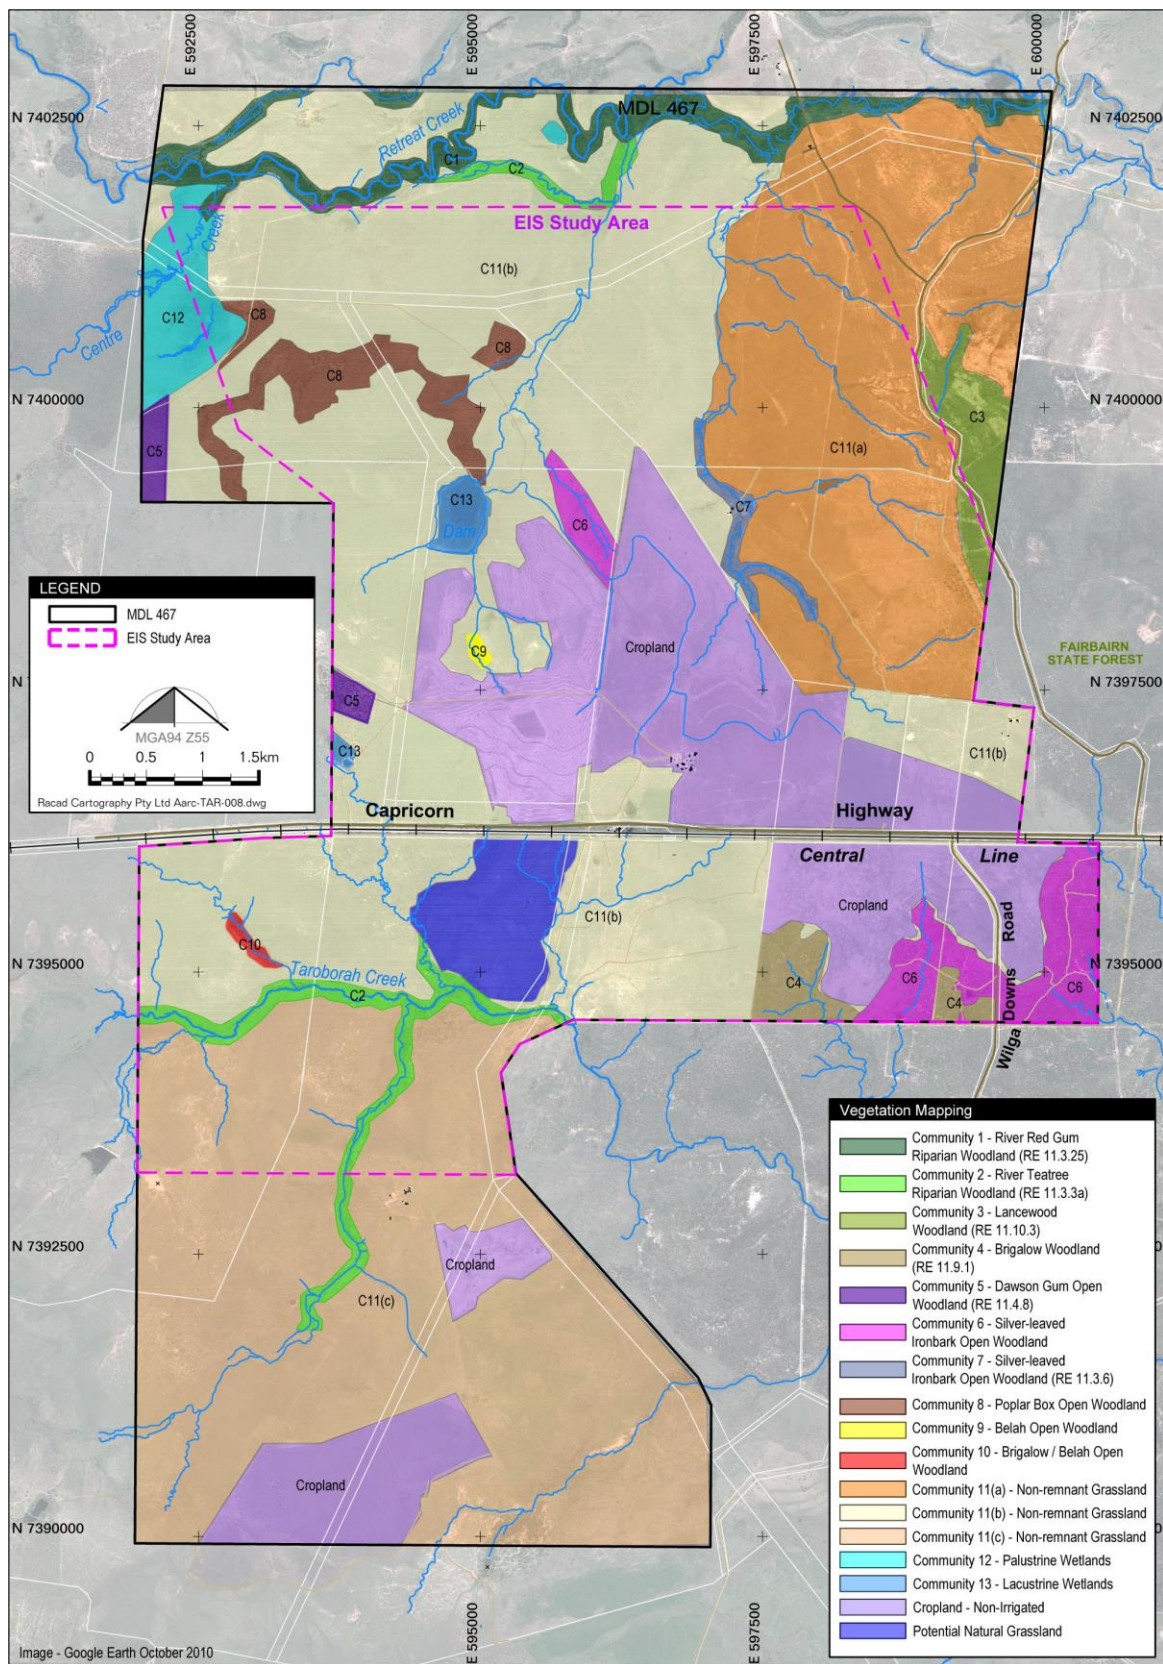 E 592500
E 595000
E 597500
E 600000
N 7402500
MDL 467
N 7402500
Retreat Creek
C1
C2
EIS Study Area
Creek
C11(b)
C12
C8
Centre
C8
C8
N 7400000
N 7400000
C3
C5
C11(a)
C13
C7
Dam
C6
LEGEND
MDL 467
EIS Study Area
MGA94 Z55
0 0.5 1 1.5km
Racad Cartography Pty Ltd Aarc-TAR-008.dwg
Cropland
C9
FAIRBAIRN
STATE FOREST
N 7397500
C5
C13
C11(b)
Capricorn Highway
Central Line
Cropland
C11(b)
C10
Taroborah Creek
C2
N 7395000
N 7395000
C4
C6
C4
C6
Wilga Downs Road
N 7392500
Cropland
C11(c)
Cropland
N 7390000
E 595000
E 597500
Vegetation Mapping
Community 1 - River Red Gum
Riparian Woodland (RE 11.3.25)
Community 2 - River Teatree
Riparian Woodland (RE 11.3.3a)
Community 3 - Lancewood
Woodland (RE 11.10.3)
Community 4 - Brigalow Woodland
(RE 11.9.1)
Community 5 - Dawson Gum Open
Woodland (RE 11.4.8)
Community 6 - Silver-leaved
Ironbark Open Woodland
Community 7 - Silver-leaved
Ironbark Open Woodland (RE 11.3.6)
Community 8 - Poplar Box Open Woodland
Community 9 - Belah Open Woodland
Community 10 - Brigalow / Belah Open
Woodland
Community 11(a) - Non-remnant Grassland
Community 11(b) - Non-remnant Grassland
Community 11(c) - Non-remnant Grassland
Community 12 - Palustrine Wetlands
Community 13 - Lacustrine Wetlands
Cropland - Non-Irrigated
Potential Natural Grassland
Image - Google Earth October 2010